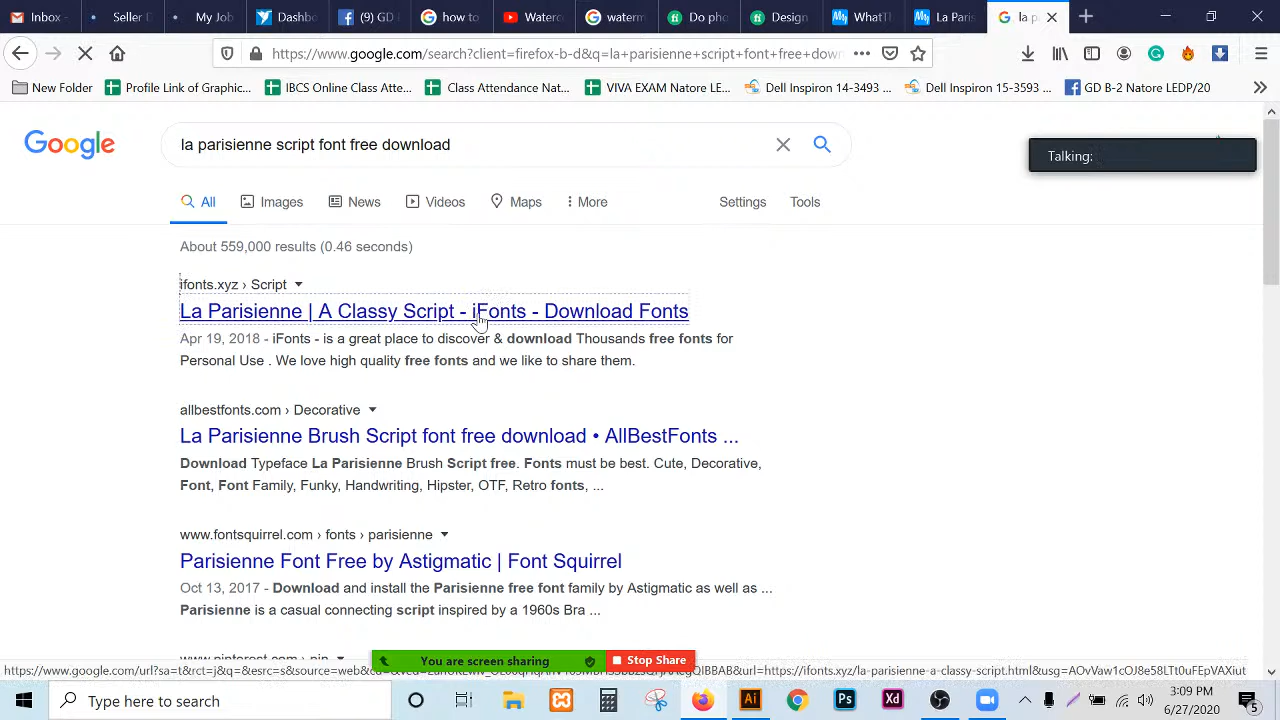 Inbox
Seller
My Job
Dashbo
(9) GD
how to
Waterc
waterm
Do pho
Design
WhatTh
La Paris
la p
https://www.google.com/search?client=firefox-b-d&q=la+parisienne+script+font+free+down
New Folder
Profile Link of Graphic...
IBCS Online Class Atte...
Class Attendance Nat...
VIVA EXAM Natore LE...
Dell Inspiron 14-3493 ...
Dell Inspiron 15-3593 ...
GD B-2 Natore LEDP/20
Google
la parisienne script font free download
Talking:
All
Images
News
Videos
Maps
More
Settings
Tools
About 559,000 results (0.46 seconds)
ifonts.xyz › Script
La Parisienne | A Classy Script - iFonts - Download Fonts
Apr 19, 2018 - iFonts - is a great place to discover & download Thousands free fonts for
Personal Use . We love high quality free fonts and we like to share them.
allbestfonts.com › Decorative
La Parisienne Brush Script font free download • AllBestFonts ...
Download Typeface La Parisienne Brush Script free. Fonts must be best. Cute, Decorative,
Font, Font Family, Funky, Handwriting, Hipster, OTF, Retro fonts, ...
www.fontsquirrel.com › fonts › parisienne
Parisienne Font Free by Astigmatic | Font Squirrel
Oct 13, 2017 - Download and install the Parisienne free font family by Astigmatic as well as ...
Parisienne is a casual connecting script inspired by a 1960s Bra ...
www.pinterest.com › pin
You are screen sharing
Stop Share
Type here to search
Ai
Ps
Xd
3:09 PM
6/27/2020
5